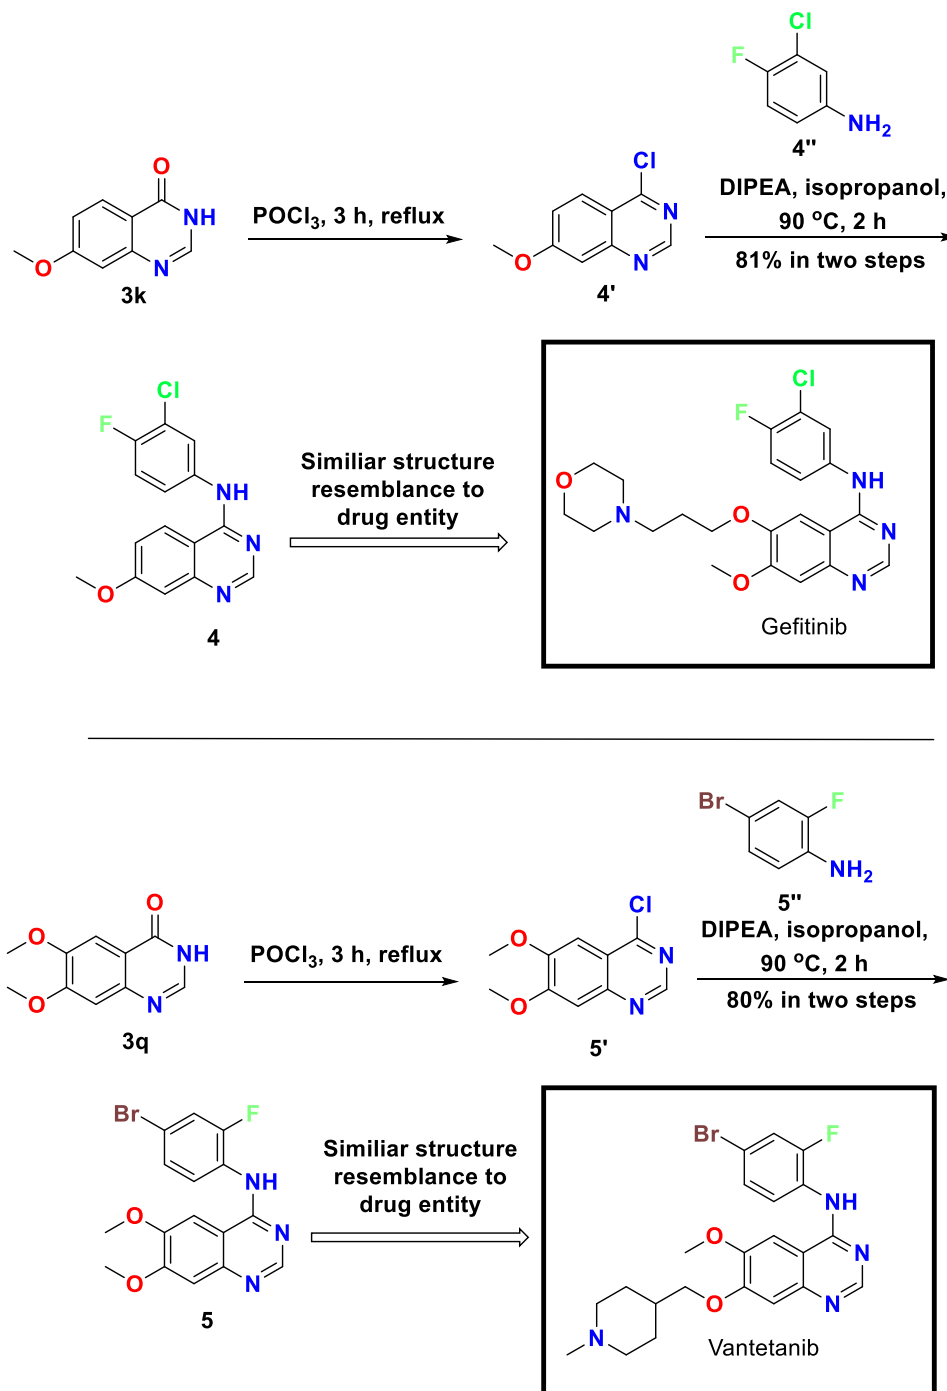 Cl
F
NH2
4"
O
NH
N
O
3k
POCl3, 3 h, reflux
Cl
N
N
O
4'
DIPEA, isopropanol,
90 oC, 2 h
81% in two steps
Cl
F
NH
N
N
O
4
Similiar structure
resemblance to
drug entity
Cl
F
NH
O
N
O
N
N
O
Gefitinib
Br
F
NH2
5"
O
O
NH
O
N
3q
POCl3, 3 h, reflux
Cl
O
N
O
N
5'
DIPEA, isopropanol,
90 oC, 2 h
80% in two steps
Br
F
NH
O
N
O
N
5
Similiar structure
resemblance to
drug entity
Br
F
NH
O
N
O
N
N
Vantetanib